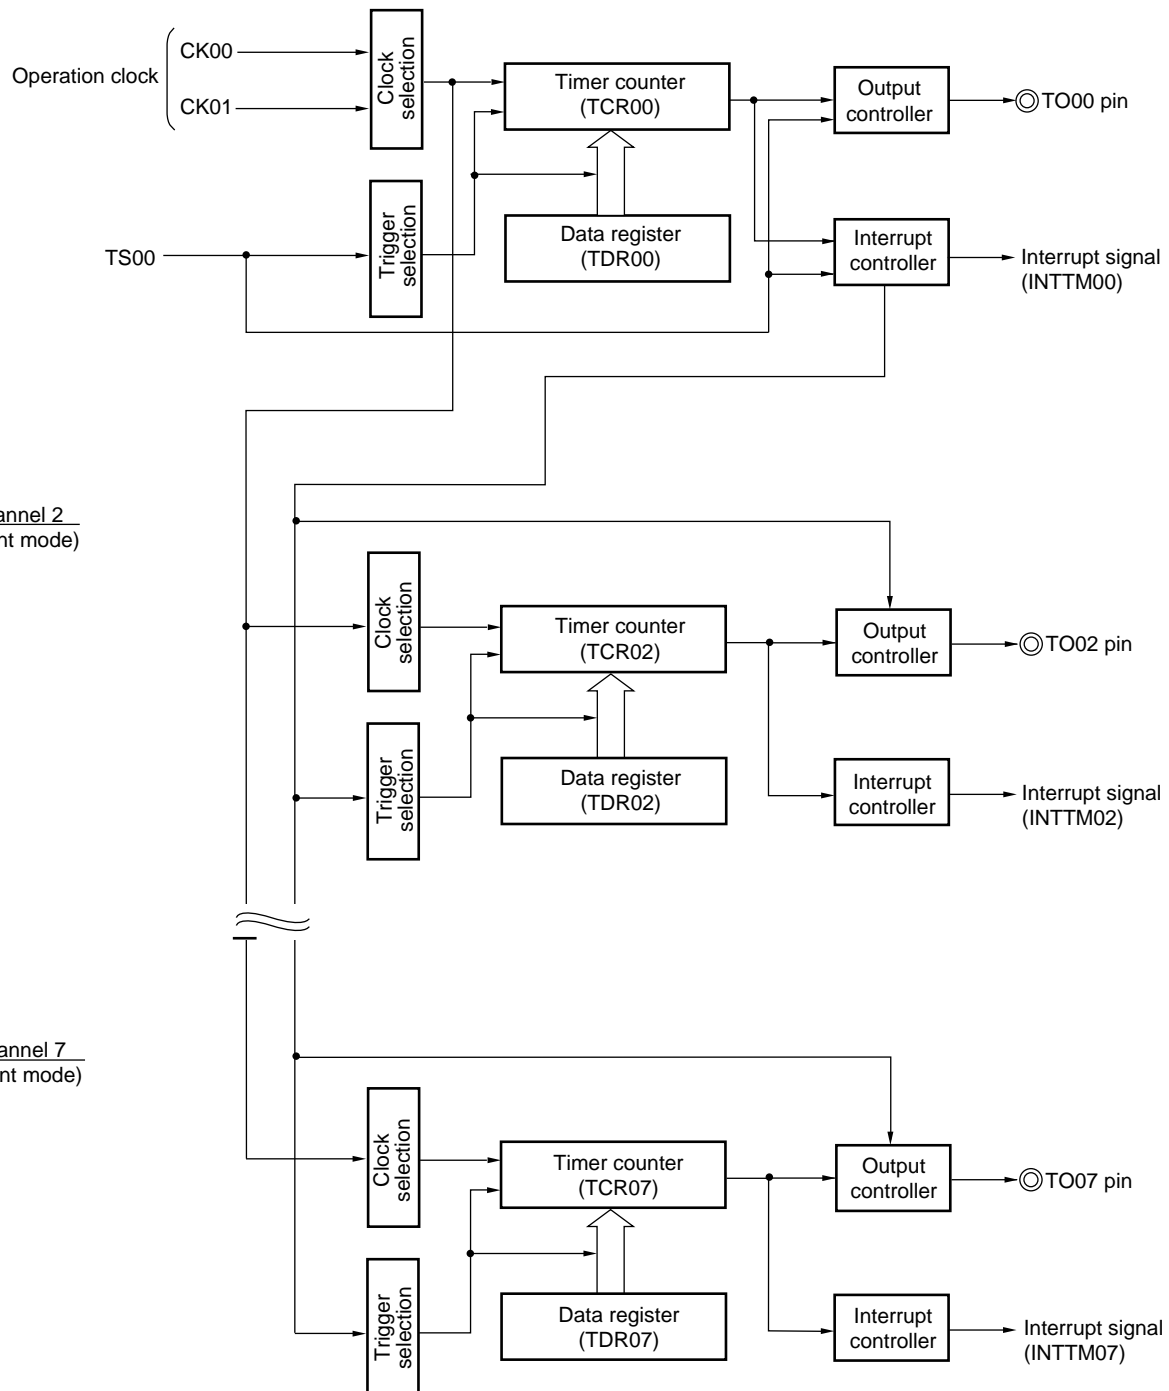 Operation clock
CK00
CK01
Clock
selection
Timer counter
(TCR00)
Output
controller
TO00 pin
TS00
Trigger
selection
Data register
(TDR00)
Interrupt
controller
Interrupt signal
(INTTM00)
annel 2
nt mode)
Clock
selection
Timer counter
(TCR02)
Output
controller
TO02 pin
Trigger
selection
Data register
(TDR02)
Interrupt
controller
Interrupt signal
(INTTM02)
annel 7
nt mode)
Clock
selection
Timer counter
(TCR07)
Output
controller
TO07 pin
Trigger
selection
Data register
(TDR07)
Interrupt
controller
Interrupt signal
(INTTM07)